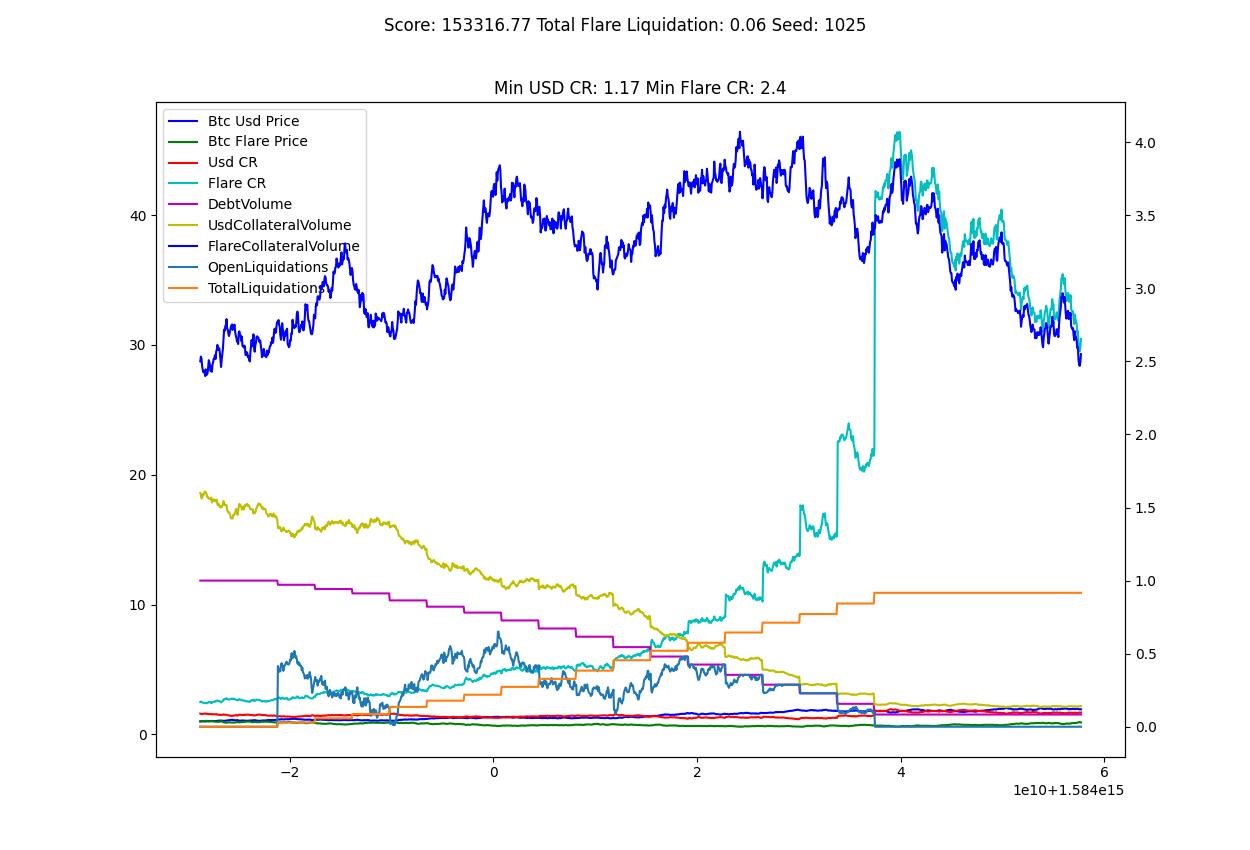 Score: 153316.77 Total Flare Liquidation: 0.06 Seed: 1025
Min USD CR: 1.17 Min Flare CR: 2.4
Btc Usd Price
Btc Flare Price
Usd CR
Flare CR
DebtVolume
UsdCollateralVolume
FlareCollateralVolume
OpenLiquidations
TotalLiquidations
40
30
20
10
0
4.0
3.5
3.0
2.5
2.0
1.5
1.0
0.5
0.0
−2
0
2
4
6
1e10+1.584e15